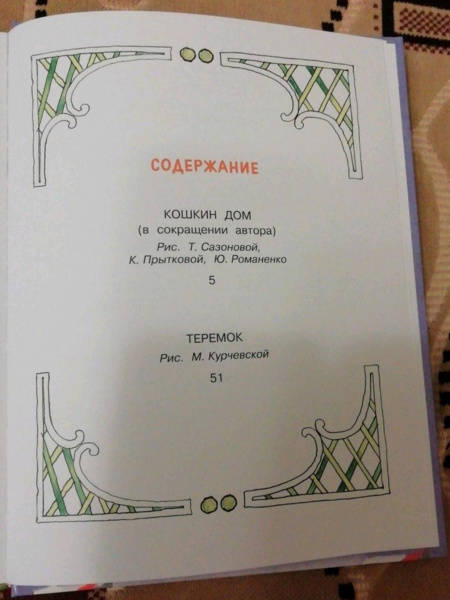 СОДЕРЖАНИЕ
КОШКИН ДОМ
(в сокращении автора)
Рис. Т. Сазоновой,
К. Прытковой, Ю. Романенко
5
ТЕРЕМОК
Рис. М. Курчевской
51